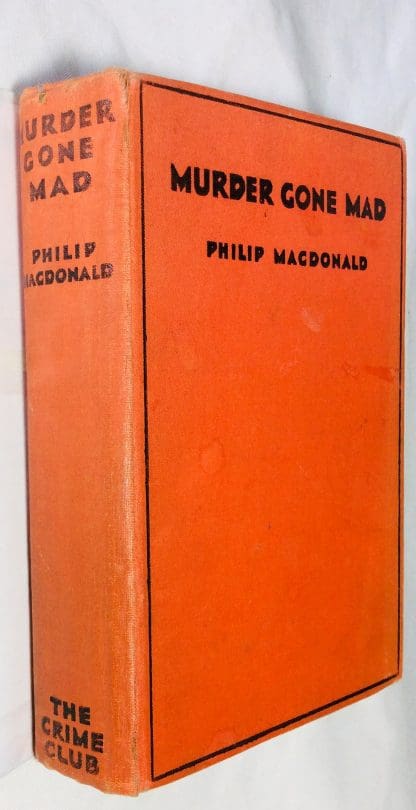 MURDER
GONE
MAD
PHILIP
MACDONALD
THE
CRIME
CLUB
MURDER GONE MAD
PHILIP MACDONALD